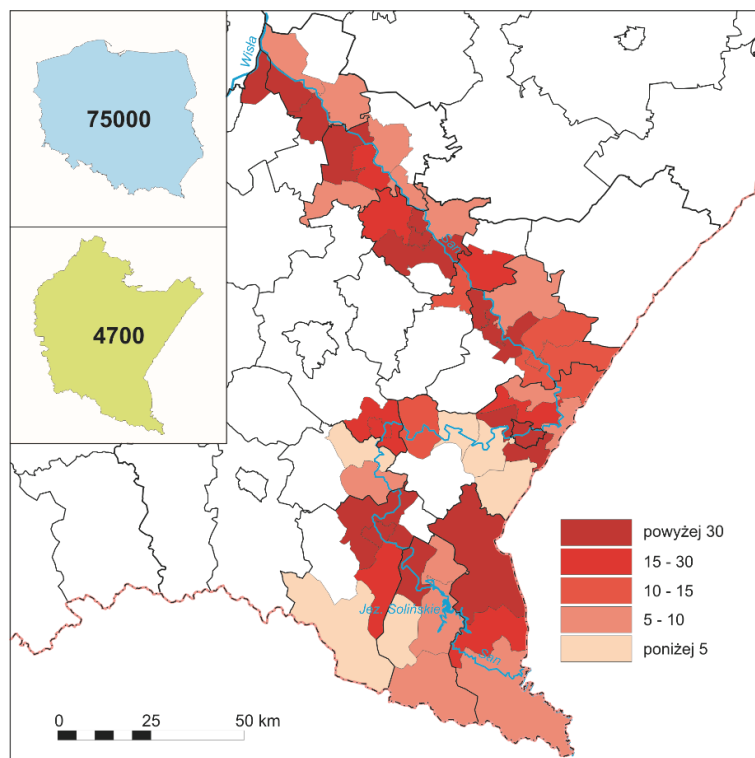 Wisła
75000
4700
San
Jez. Solińskie
San
powyżej 30
15 - 30
10 - 15
5 - 10
poniżej 5
0 25 50 km